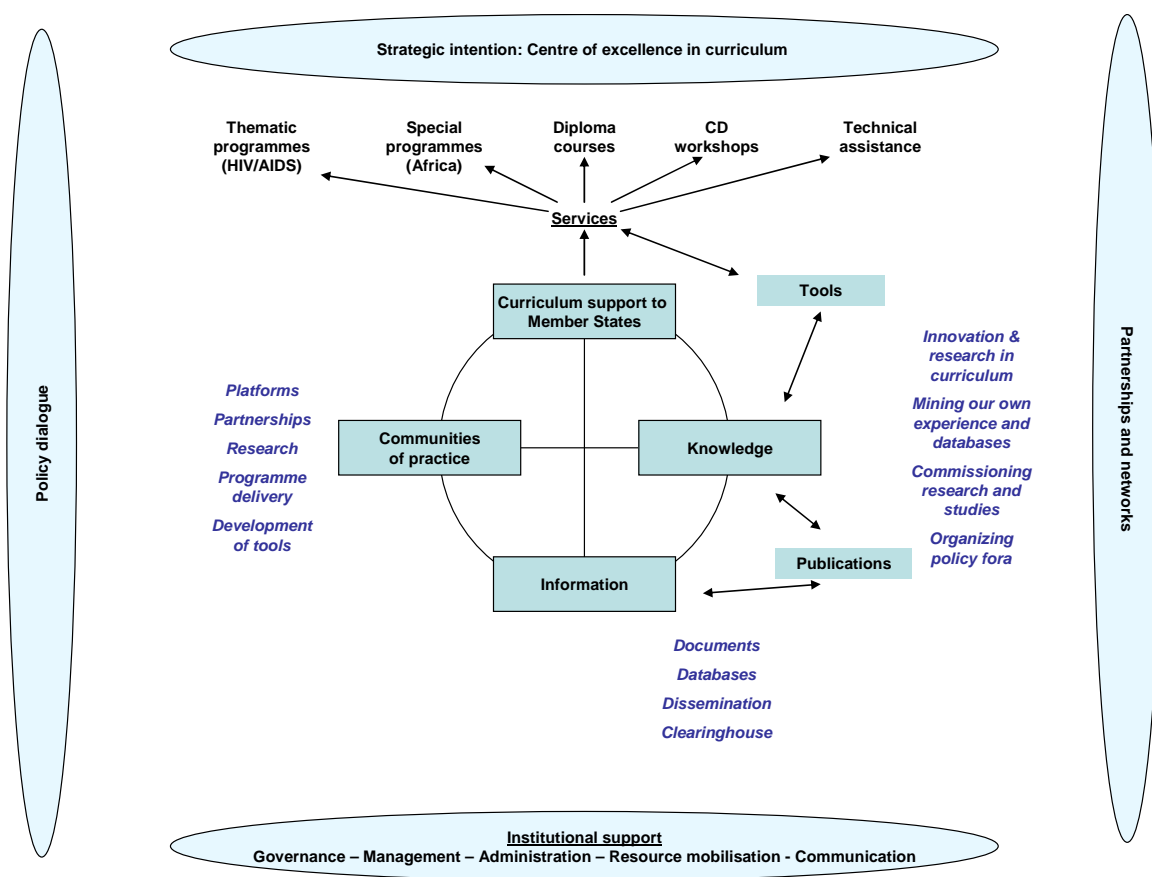 Strategic intention: Centre of excellence in curriculum
Thematic
programmes
(HIV/AIDS)
Special
programmes
(Africa)
Diploma
courses
CD
workshops
Technical
assistance
Services
Curriculum support to
Member States
Tools
Communities
of practice
Knowledge
Information
Publications
Platforms
Partnerships
Research
Programme
delivery
Development
of tools
Innovation &
research in
curriculum
Mining our own
experience and
databases
Commissioning
research and
studies
Organizing
policy fora
Documents
Databases
Dissemination
Clearinghouse
Policy dialogue
Partnerships and networks
Institutional support
Governance – Management – Administration – Resource mobilisation - Communication